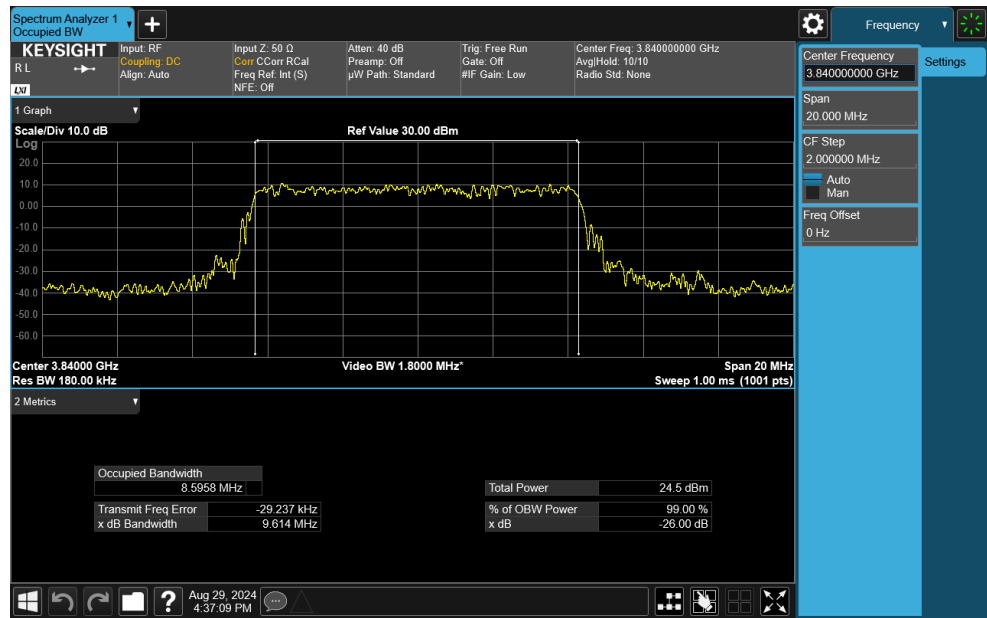 Spectrum Analyzer 1
Occupied BW
+
Frequency
KEYSIGHT
R L
LXI
Input: RF
Coupling: DC
Align: Auto
Input Z: 50 Ω
Corr CCorr RCal
Freq Ref: Int (S)
NFE: Off
Atten: 40 dB
Preamp: Off
µW Path: Standard
Trig: Free Run
Gate: Off
#IF Gain: Low
Center Freq: 3.840000000 GHz
Avg|Hold: 10/10
Radio Std: None
Center Frequency
3.840000000 GHz
Settings
Span
20.000 MHz
CF Step
2.000000 MHz
Auto
Man
Freq Offset
0 Hz
1 Graph
Scale/Div 10.0 dB
Ref Value 30.00 dBm
Log
20.0
10.0
0.00
-10.0
-20.0
-30.0
-40.0
-50.0
-60.0
Center 3.84000 GHz
Video BW 1.8000 MHz*
Span 20 MHz
Res BW 180.00 kHz
Sweep 1.00 ms (1001 pts)
2 Metrics
Occupied Bandwidth
8.5958 MHz
Total Power 24.5 dBm
Transmit Freq Error -29.237 kHz
% of OBW Power 99.00 %
x dB Bandwidth 9.614 MHz
x dB -26.00 dB
?
Aug 29, 2024
4:37:09 PM